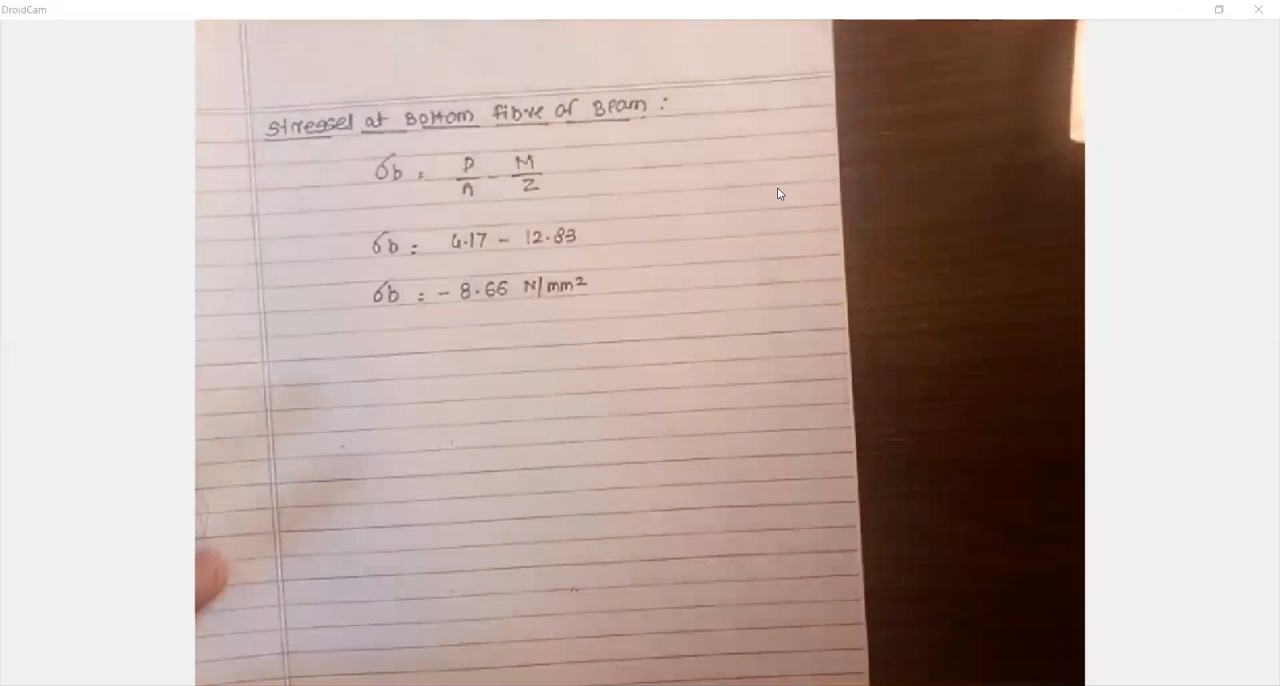 DroidCam
Stresses at Bottom fibre of Beam :
σb = P/A - M/Z
σb = 4.17 - 12.83
σb = - 8.66 N/mm²